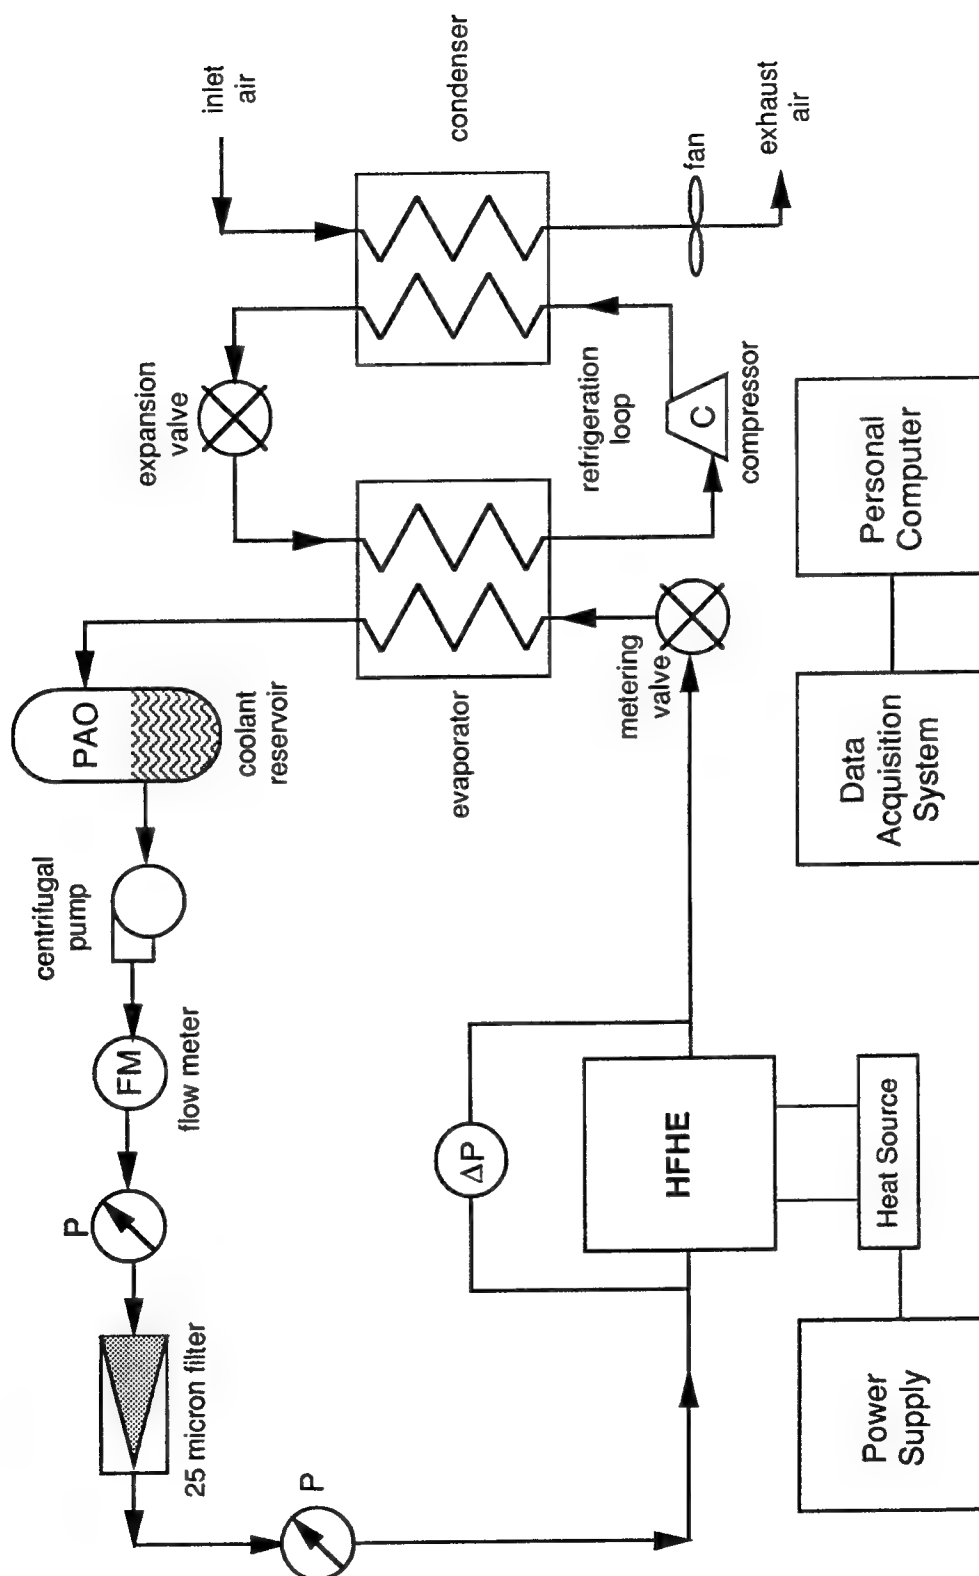 inlet
air
condenser
fan
exhaust
air
expansion
valve
refrigeration
loop
C
compressor
PAO
coolant
reservoir
evaporator
metering
valve
centrifugal
pump
FM
flow meter
P
25 micron filter
P
ΔP
HFHE
Heat Source
Power
Supply
Data
Acquisition
System
Personal
Computer